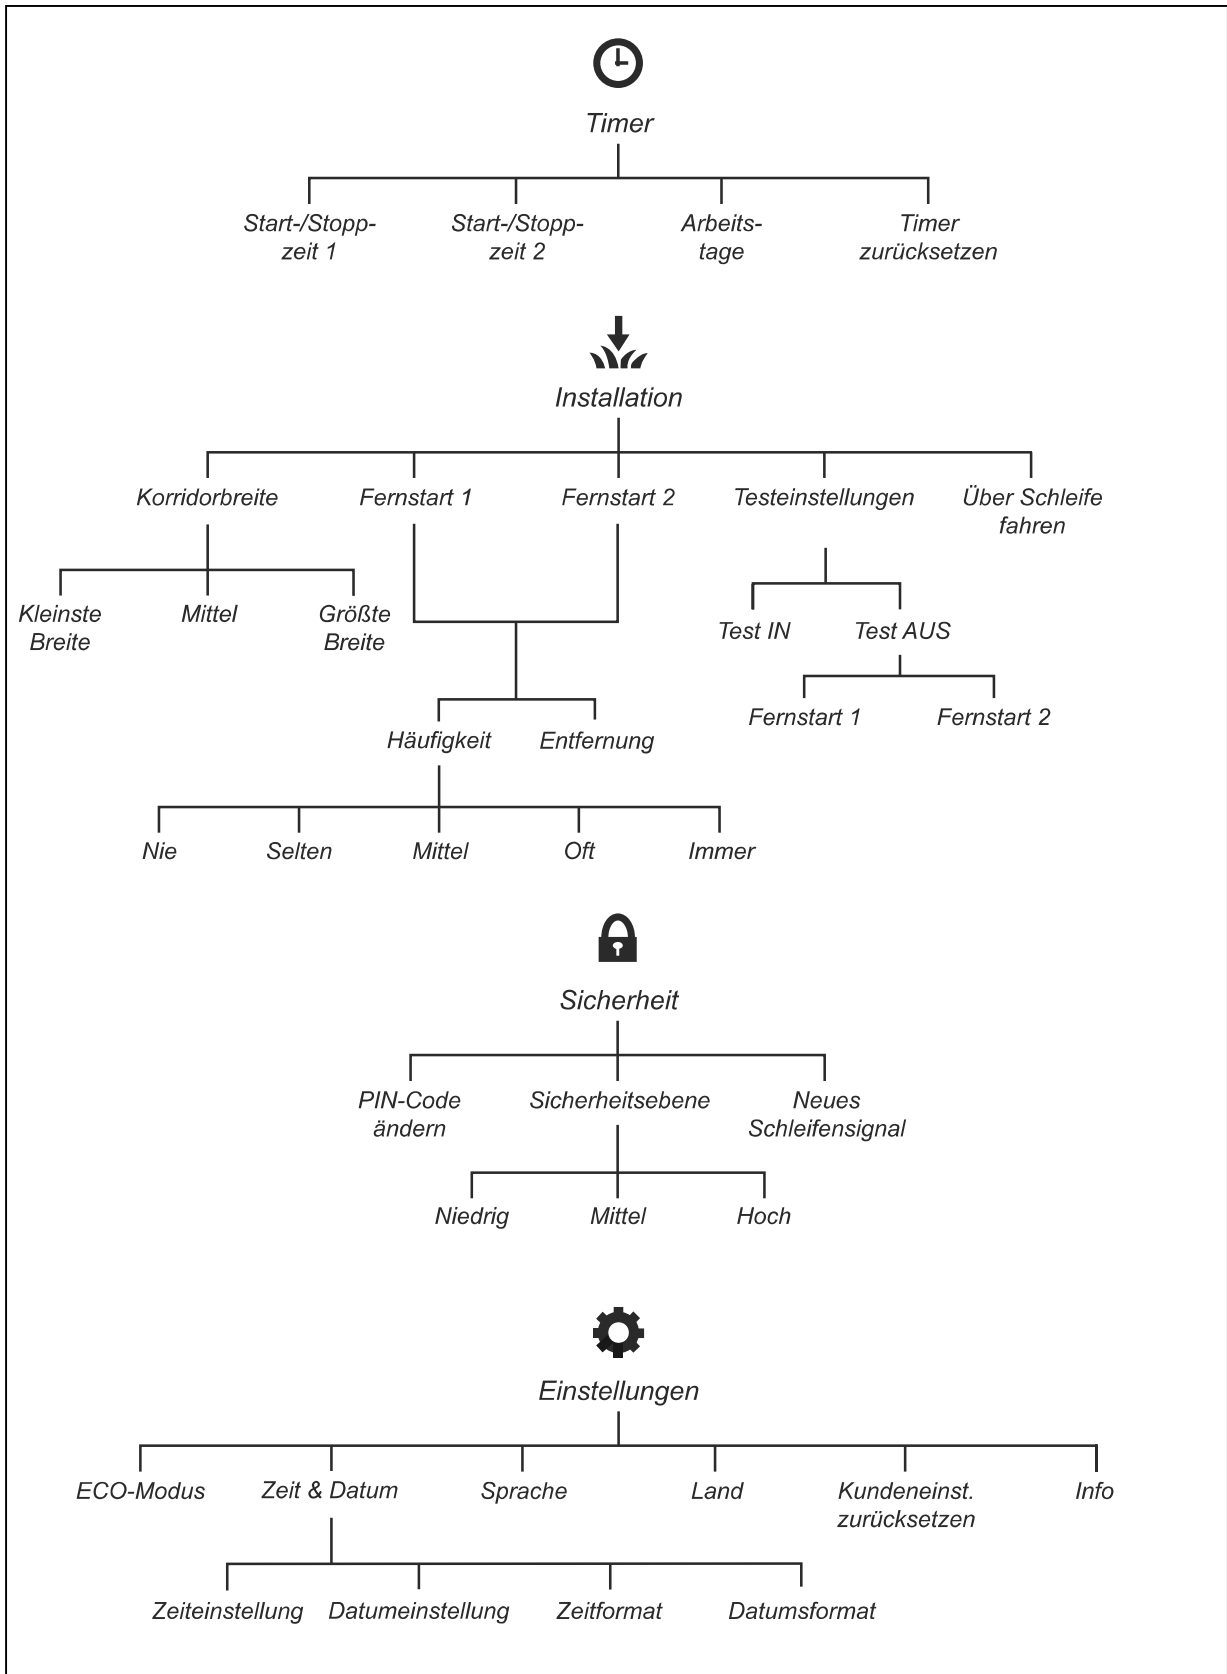 Timer
Start-/Stopp- Start-/Stopp- Arbeits- Timer
zeit 1 zeit 2 tage zurücksetzen
Installation
Korridorbreite Fernstart 1 Fernstart 2 Testeinstellungen Über Schleife
fahren
Kleinste Mittel Größte
Breite Breite
Test IN Test AUS
Fernstart 1 Fernstart 2
Häufigkeit Entfernung
Nie Selten Mittel Oft Immer
Sicherheit
PIN-Code Sicherheitsebene Neues
ändern Schleifensignal
Niedrig Mittel Hoch
Einstellungen
ECO-Modus Zeit & Datum Sprache Land Kundeneinst. Info
zurücksetzen
Zeiteinstellung Datumeinstellung Zeitformat Datumsformat